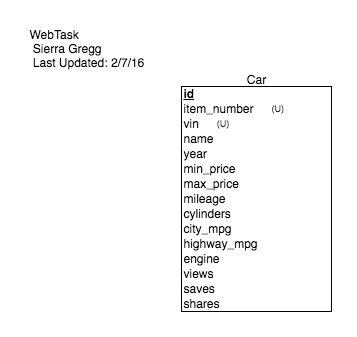 WebTask
Sierra Gregg
Last Updated: 2/7/16
Car
id
item_number (U)
vin (U)
name
year
min_price
max_price
mileage
cylinders
city_mpg
highway_mpg
engine
views
saves
shares